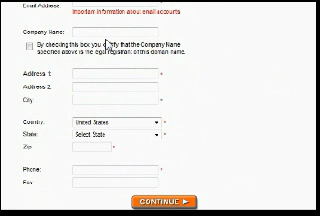 Email Address:
Important information about email accounts
Company Name:
By checking this box you certify that the Company Name
specified above is the legal registrant of this domain name.
Address 1: *
Address 2:
City: *
Country: United States *
State: Select State *
Zip: *
Phone: *
Fax:
CONTINUE